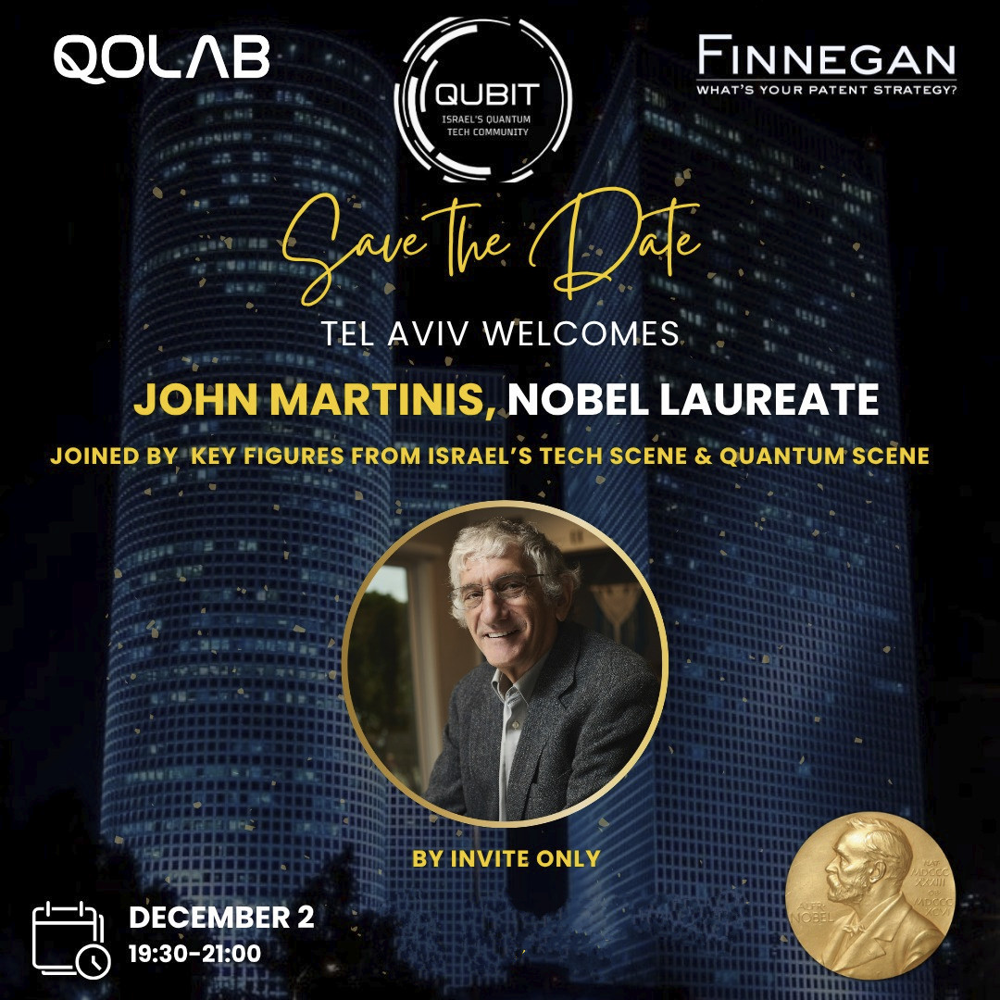 QOLAB
QUBIT
ISRAEL'S QUANTUM
TECH COMMUNITY
FINNEGAN
WHAT'S YOUR PATENT STRATEGY?
Save the Date
TEL AVIV WELCOMES
JOHN MARTINIS, NOBEL LAUREATE
JOINED BY KEY FIGURES FROM ISRAEL'S TECH SCENE & QUANTUM SCENE
BY INVITE ONLY
DECEMBER 2
19:30-21:00
ALFR·
NOBEL
NAT·
MDCCC
XXXIII
OB·
MDCCC
XCVI